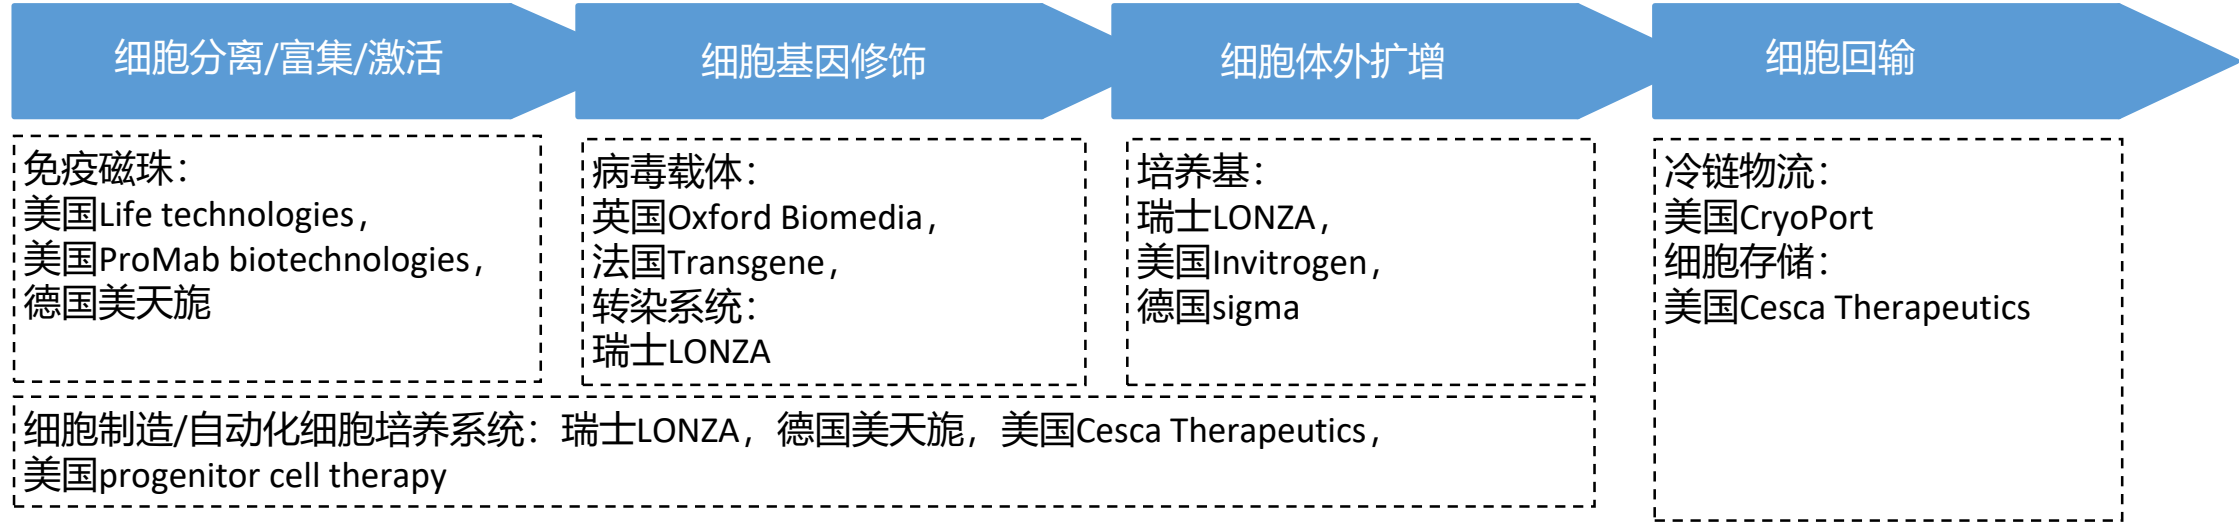 细胞分离/富集/激活
细胞基因修饰
细胞体外扩增
细胞回输
免疫磁珠：
美国Life technologies，
美国ProMab biotechnologies，
德国美天旎
病毒载体：
英国Oxford Biomedia，
法国Transgene，
转染系统：
瑞士LONZA
培养基：
瑞士LONZA，
美国Invitrogen，
德国sigma
冷链物流：
美国CryoPort
细胞存储：
美国Cesca Therapeutics
细胞制造/自动化细胞培养系统：瑞士LONZA，德国美天旎，美国Cesca Therapeutics，
美国progenitor cell therapy